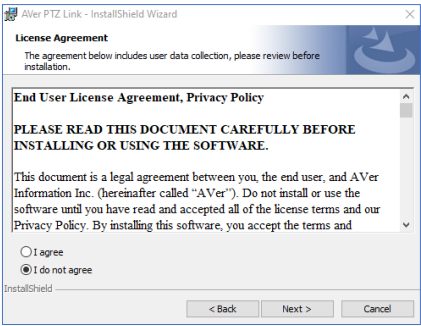 AVer PTZ Link - InstallShield Wizard
License Agreement
The agreement below includes user data collection, please review before
installation.
End User License Agreement, Privacy Policy
PLEASE READ THIS DOCUMENT CAREFULLY BEFORE
INSTALLING OR USING THE SOFTWARE.
This document is a legal agreement between you, the end user, and AVer
Information Inc. (hereinafter called “AVer”). Do not install or use the
software until you have read and accepted all of the license terms and our
Privacy Policy. By installing this software, you accept the terms and
I agree
I do not agree
InstallShield
< Back Next > Cancel